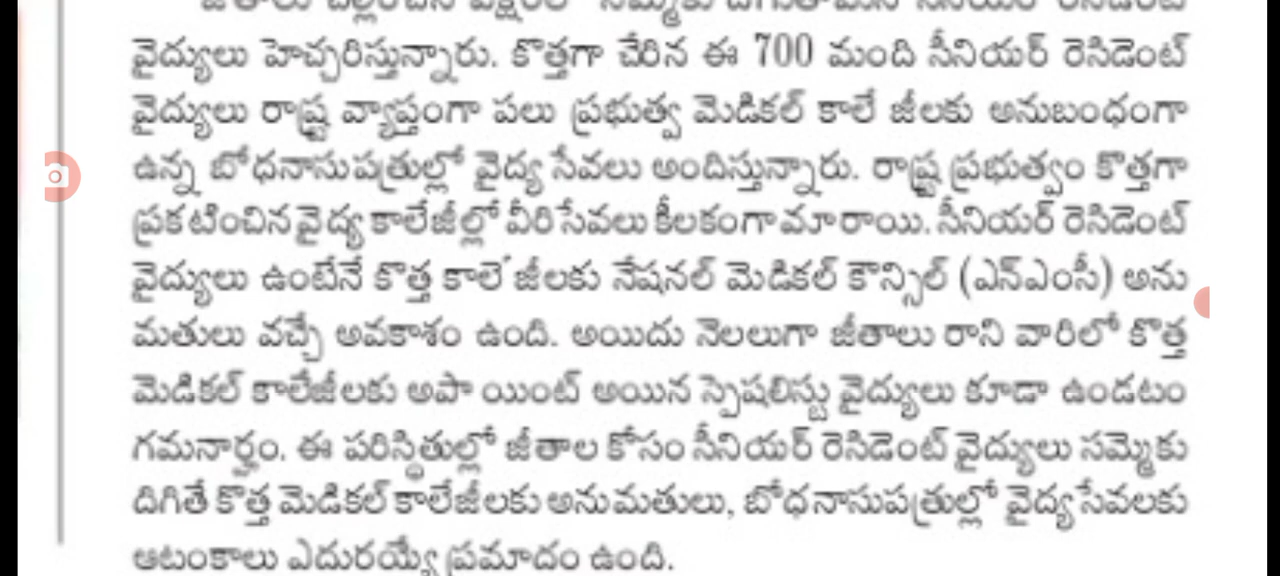 వైద్యులు హెచ్చరిస్తున్నారు. కొత్తగా చేరిన ఈ 700 మంది సీనియర్ రెసిడెంట్
వైద్యులు రాష్ట్ర వ్యాప్తంగా పలు ప్రభుత్వ మెడికల్ కాలే జీలకు అనుబంధంగా
ఉన్న బోధనాసుపత్రుల్లో వైద్య సేవలు అందిస్తున్నారు. రాష్ట్ర ప్రభుత్వం కొత్తగా
ప్రకటించిన వైద్య కాలేజీల్లో వీరి సేవలు కీలకంగా మారాయి. సీనియర్ రెసిడెంట్
వైద్యులు ఉంటేనే కొత్త కాలే జీలకు నేషనల్ మెడికల్ కౌన్సిల్ (ఎన్ఎంసీ) అను
మతులు వచ్చే అవకాశం ఉంది. అయిదు నెలలుగా జీతాలు రాని వారిలో కొత్త
మెడికల్ కాలేజీలకు అపా యింట్ అయిన స్పెషలిస్టు వైద్యులు కూడా ఉండటం
గమనార్హం. ఈ పరిస్థితుల్లో జీతాల కోసం సీనియర్ రెసిడెంట్ వైద్యులు సమ్మెకు
దిగితే కొత్త మెడికల్ కాలేజీలకు అనుమతులు, బోధనాసుపత్రుల్లో వైద్య సేవలకు
ఆటంకాలు ఎదురయ్యే ప్రమాదం ఉంది.